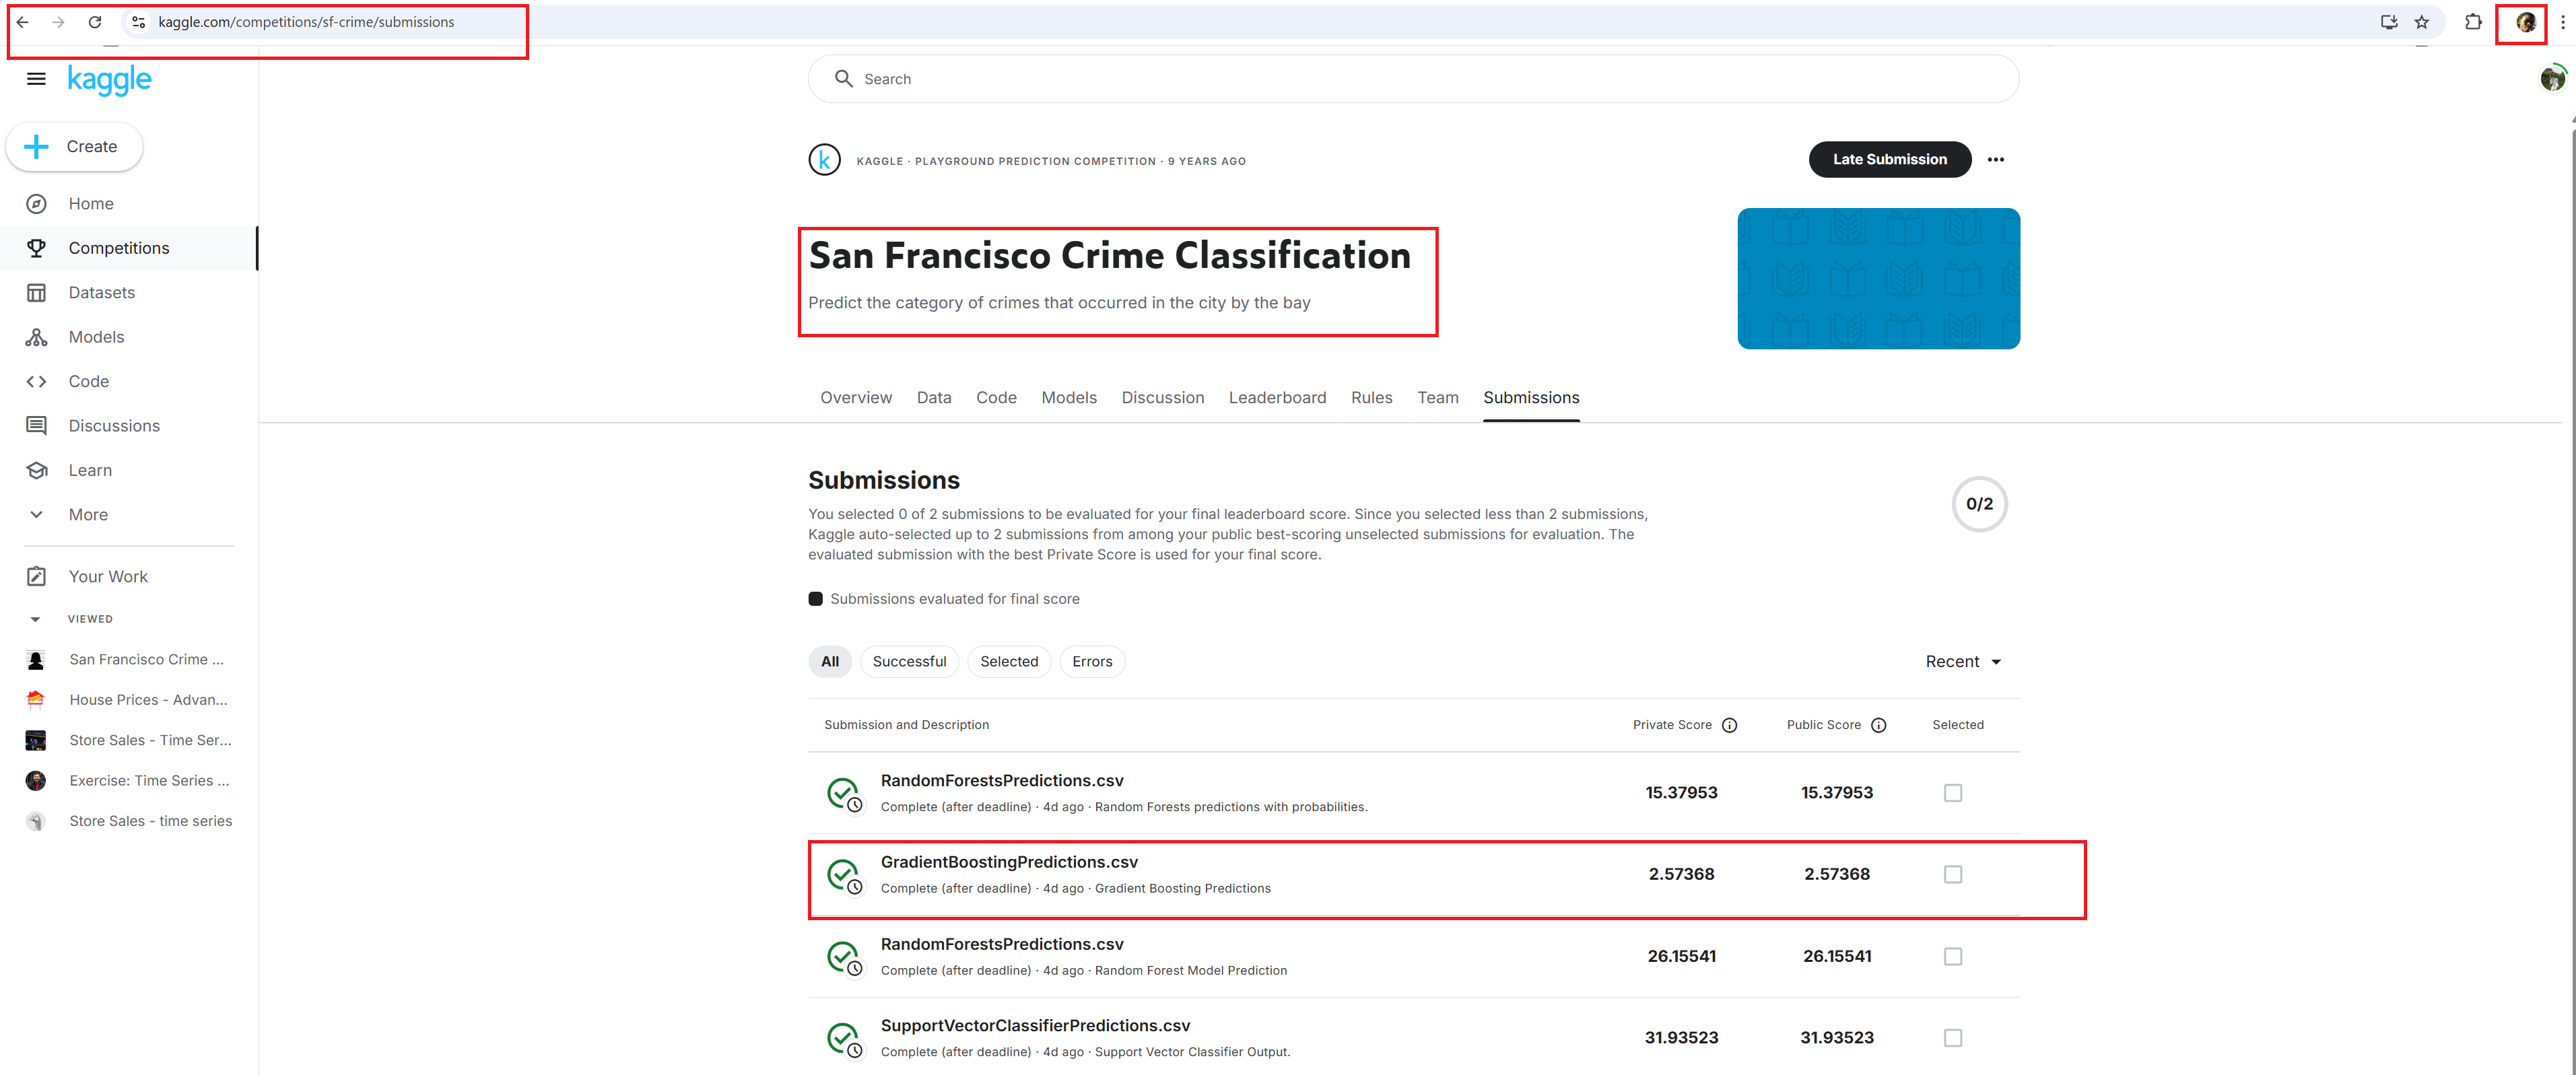 kaggle.com/competitions/sf-crime/submissions
kaggle
Search
Create
Home
Competitions
Datasets
Models
Code
Discussions
Learn
More
Your Work
VIEWED
San Francisco Crime ...
House Prices - Advan...
Store Sales - Time Ser...
Exercise: Time Series ...
Store Sales - time series
k
KAGGLE · PLAYGROUND PREDICTION COMPETITION · 9 YEARS AGO
Late Submission
San Francisco Crime Classification
Predict the category of crimes that occurred in the city by the bay
Overview Data Code Models Discussion Leaderboard Rules Team Submissions
Submissions
You selected 0 of 2 submissions to be evaluated for your final leaderboard score. Since you selected less than 2 submissions,
Kaggle auto-selected up to 2 submissions from among your public best-scoring unselected submissions for evaluation. The
evaluated submission with the best Private Score is used for your final score.
0/2
Submissions evaluated for final score
All Successful Selected Errors Recent
Submission and Description Private Score Public Score Selected
RandomForestsPredictions.csv
Complete (after deadline) · 4d ago · Random Forests predictions with probabilities.
15.37953 15.37953
GradientBoostingPredictions.csv
Complete (after deadline) · 4d ago · Gradient Boosting Predictions
2.57368 2.57368
RandomForestsPredictions.csv
Complete (after deadline) · 4d ago · Random Forest Model Prediction
26.15541 26.15541
SupportVectorClassifierPredictions.csv
Complete (after deadline) · 4d ago · Support Vector Classifier Output.
31.93523 31.93523